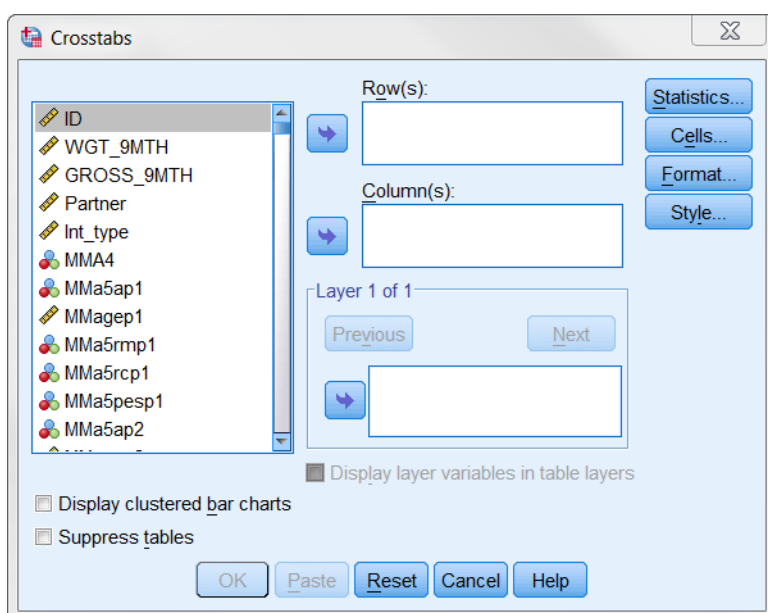 Crosstabs
ID
WGT_9MTH
GROSS_9MTH
Partner
Int_type
MMA4
MMa5ap1
MMagep1
MMa5rmp1
MMa5rcp1
MMa5pesp1
MMa5ap2
Row(s):
Column(s):
Layer 1 of 1
Previous
Next
Display layer variables in table layers
Statistics...
Cells...
Format...
Style...
Display clustered bar charts
Suppress tables
OK
Paste
Reset
Cancel
Help